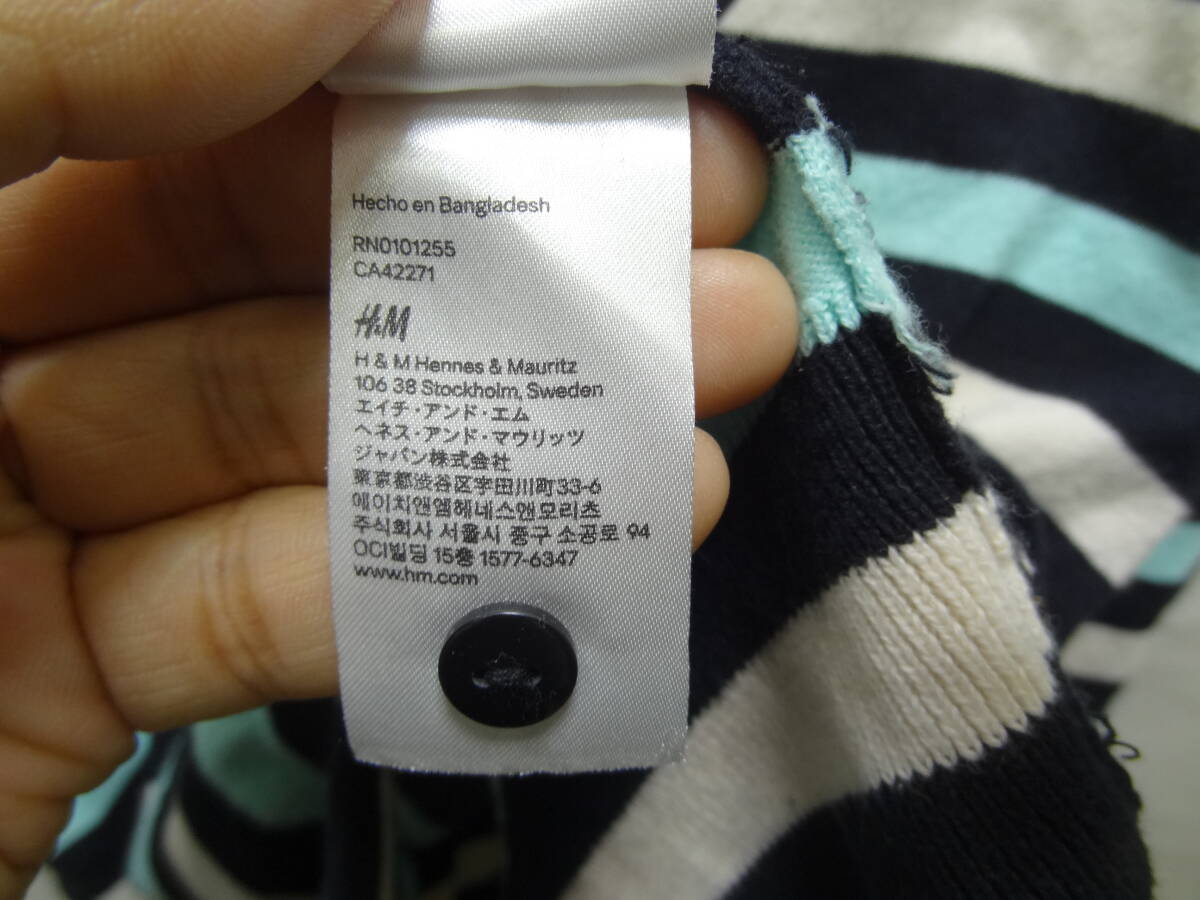 Hecho en Bangladesh
RN0101255
CA42271
H&M
H & M Hennes & Mauritz
106 38 Stockholm, Sweden
エイチ・アンド・エム
ヘネス・アンド・マウリッツ
ジャパン株式会社
東京都渋谷区宇田川町33-6
에이치앤엠헤네스앤모리츠
주식회사 서울시 중구 소공로 94
OCI빌딩 15층 1577-6347
www.hm.com